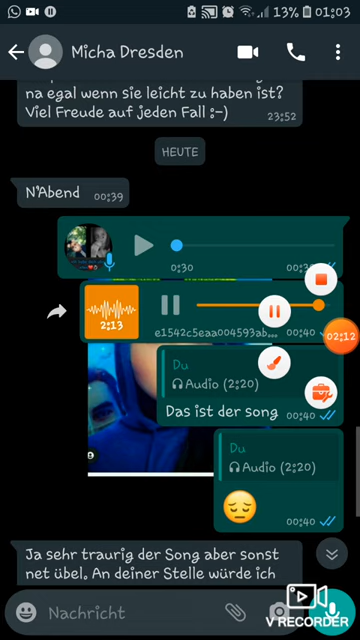 13% 01:03
Micha Dresden
na egal wenn sie leicht zu haben ist?
Viel Freude auf jeden Fall :-)
23:52
HEUTE
N'Abend 00:39
0:30
2:13
e1542c5eaa004593ab... 00:40
02:12
Du
Audio (2:20)
Das ist der song 00:40
Du
Audio (2:20)
😔
00:40
Ja sehr traurig der Song aber sonst
net übel. An deiner Stelle würde ich
Nachricht
V RECORDER